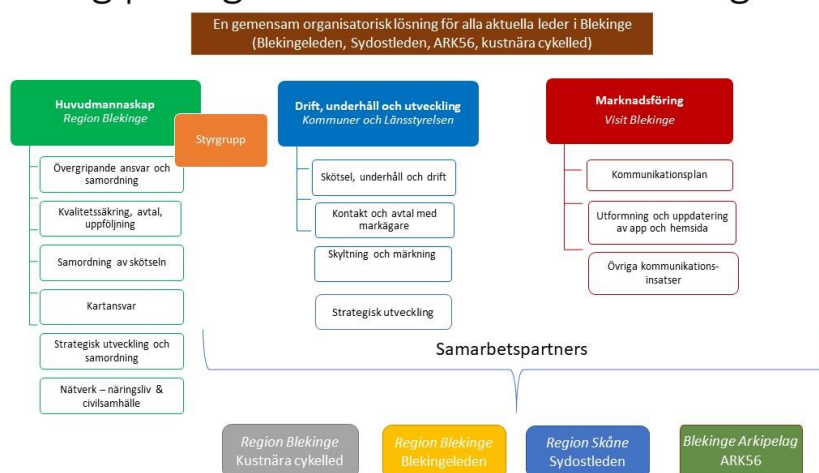 En gemensam organisatorisk lösning för alla aktuella leder i Blekinge
(Blekingeleden, Sydostleden, ARK56, kustnära cykelled)
Huvudmannaskap
Region Blekinge
Styrgrupp
Övergripande ansvar och
samordning
Kvalitetssäkring, avtal,
uppföljning
Samordning av skötseln
Kartansvar
Strategisk utveckling och
samordning
Nätverk – näringsliv &
civilsamhälle
Drift, underhåll och utveckling
Kommuner och Länsstyrelsen
Skötsel, underhåll och drift
Kontakt och avtal med
markägare
Skyltning och märkning
Strategisk utveckling
Marknadsföring
Visit Blekinge
Kommunikationsplan
Utformning och uppdatering
av app och hemsida
Övriga kommunikations-
insatser
Samarbetspartners
Region Blekinge
Kustnära cykelled
Region Blekinge
Blekingeleden
Region Skåne
Sydostleden
Blekinge Arkipelag
ARK56